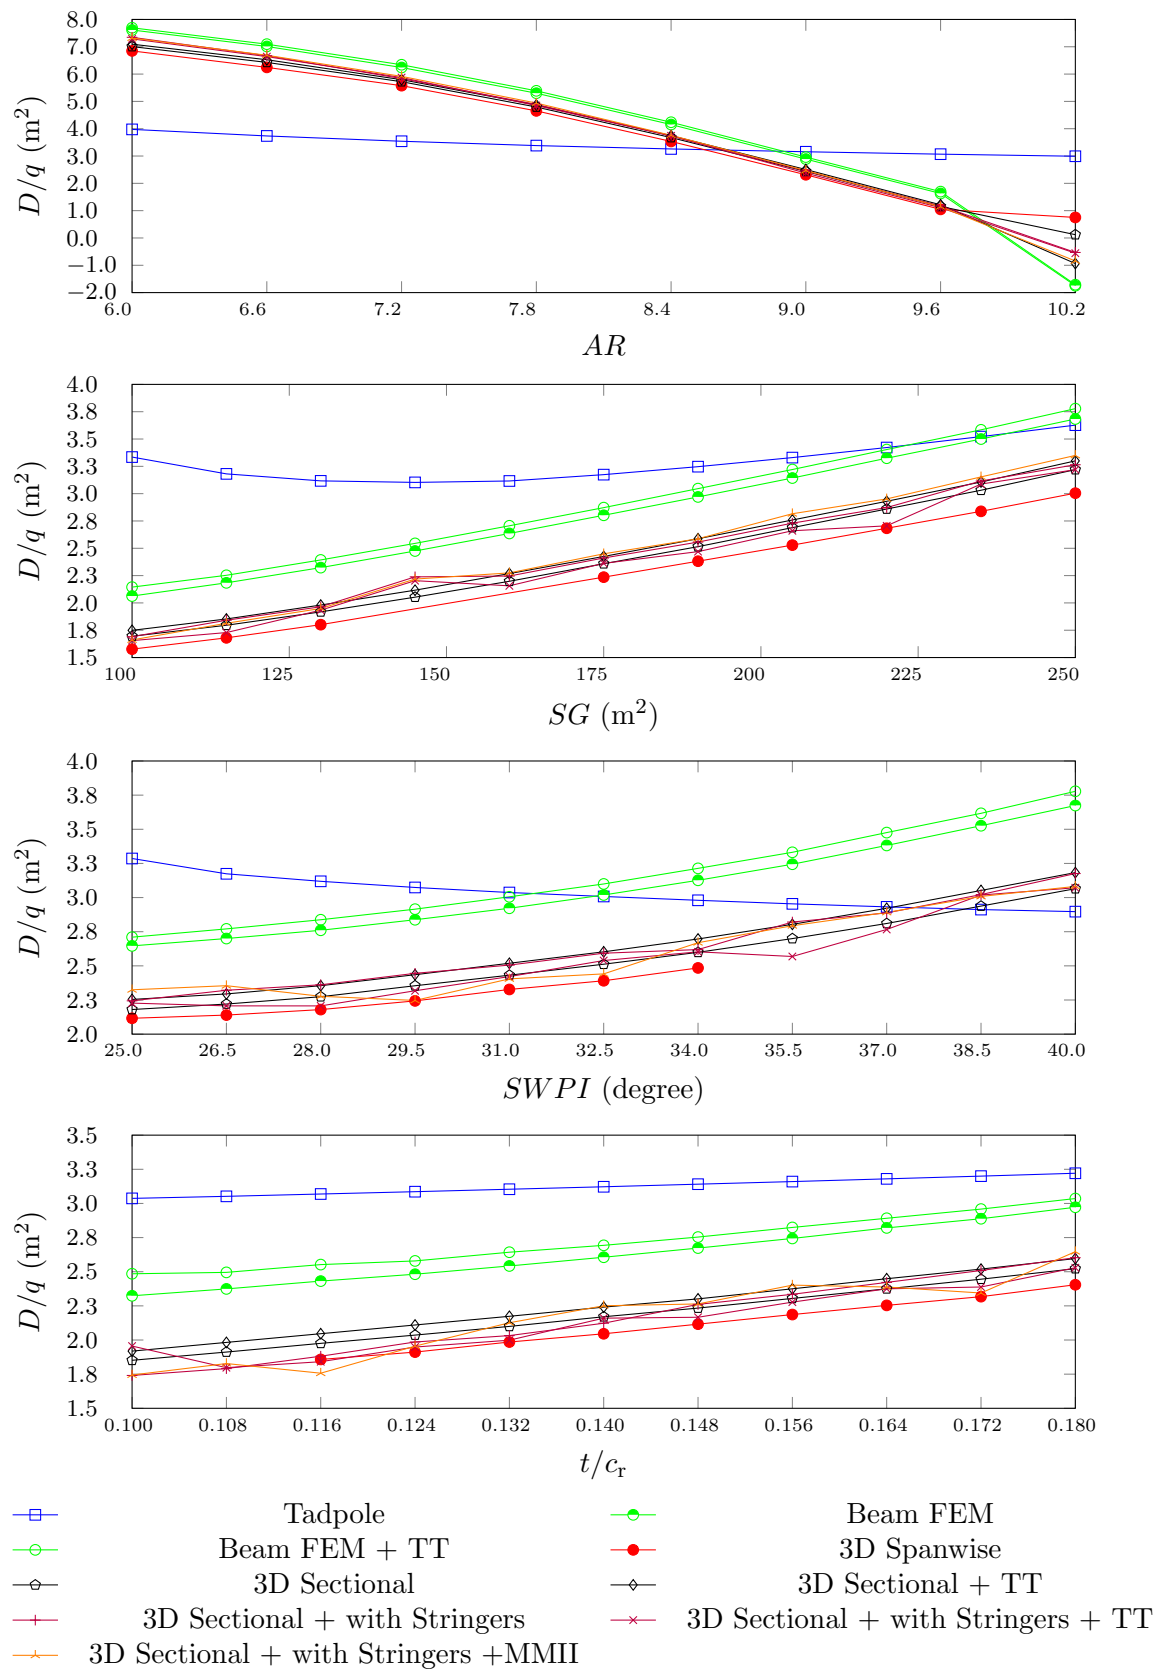 8.0
7.0
6.0
5.0
4.0
3.0
2.0
1.0
0.0
−1.0
−2.0
D/q (m²)
6.0 6.6 7.2 7.8 8.4 9.0 9.6 10.2
AR
4.0
3.8
3.5
3.3
3.0
2.8
2.5
2.3
2.0
1.8
1.5
D/q (m²)
100 125 150 175 200 225 250
SG (m²)
4.0
3.8
3.5
3.3
3.0
2.8
2.5
2.3
2.0
D/q (m²)
25.0 26.5 28.0 29.5 31.0 32.5 34.0 35.5 37.0 38.5 40.0
SWPI (degree)
3.5
3.3
3.0
2.8
2.5
2.3
2.0
1.8
1.5
D/q (m²)
0.100 0.108 0.116 0.124 0.132 0.140 0.148 0.156 0.164 0.172 0.180
t/cᵣ
Tadpole Beam FEM
Beam FEM + TT 3D Spanwise
3D Sectional 3D Sectional + TT
3D Sectional + with Stringers 3D Sectional + with Stringers + TT
3D Sectional + with Stringers +MMII